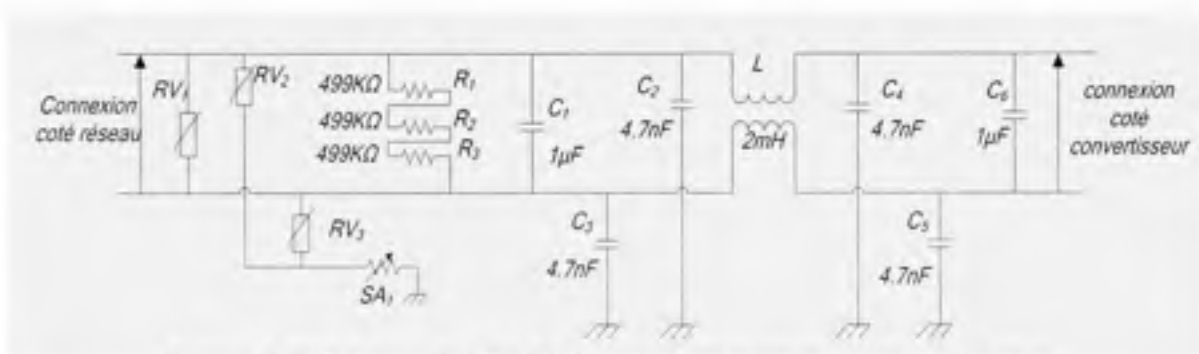 Connexion
coté réseau
RV1
RV2
499KΩ R1
499KΩ R2
499KΩ R3
C1
1μF
C2
4.7nF
L
2mH
C4
4.7nF
C6
1μF
connexion
coté
convertisseur
RV3
SA1
C3
4.7nF
C5
4.7nF